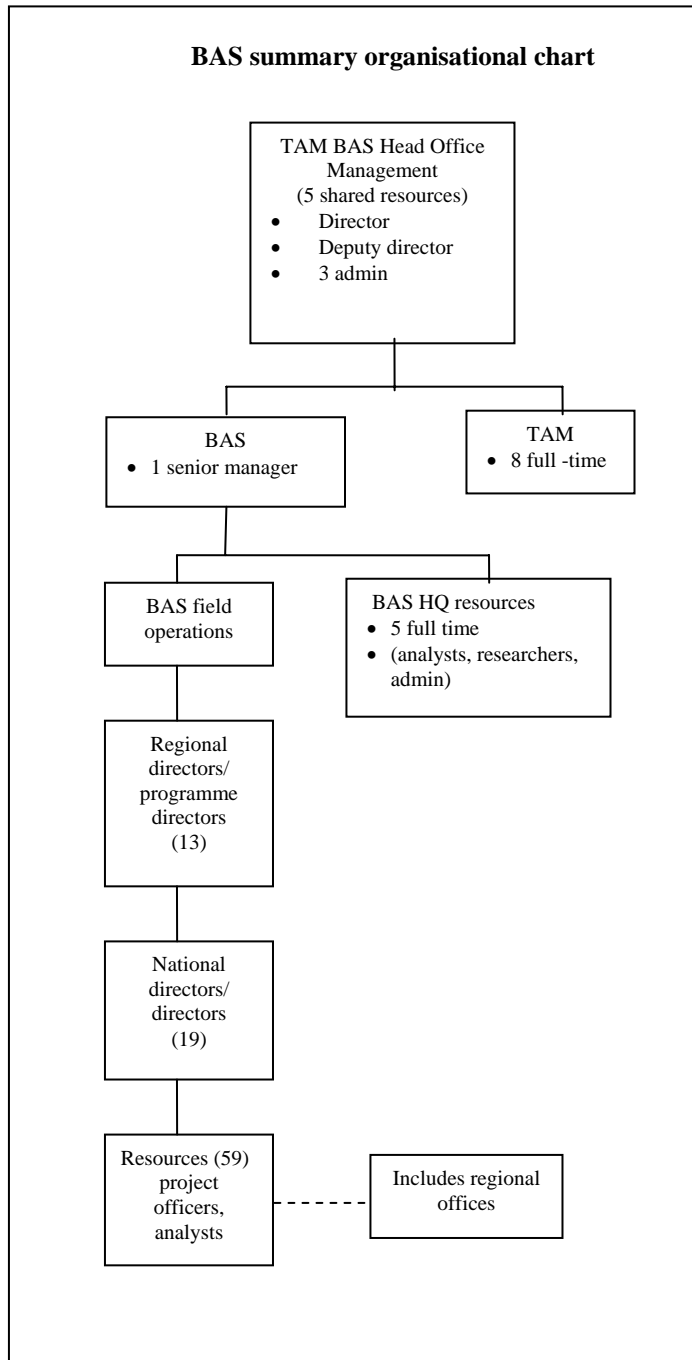 BAS summary organisational chart
TAM BAS Head Office
Management
(5 shared resources)
• Director
• Deputy director
• 3 admin
BAS
• 1 senior manager
TAM
• 8 full -time
BAS field
operations
BAS HQ resources
• 5 full time
• (analysts, researchers,
admin)
Regional
directors/
programme
directors
(13)
National
directors/
directors
(19)
Resources (59)
project
officers,
analysts
Includes regional
offices